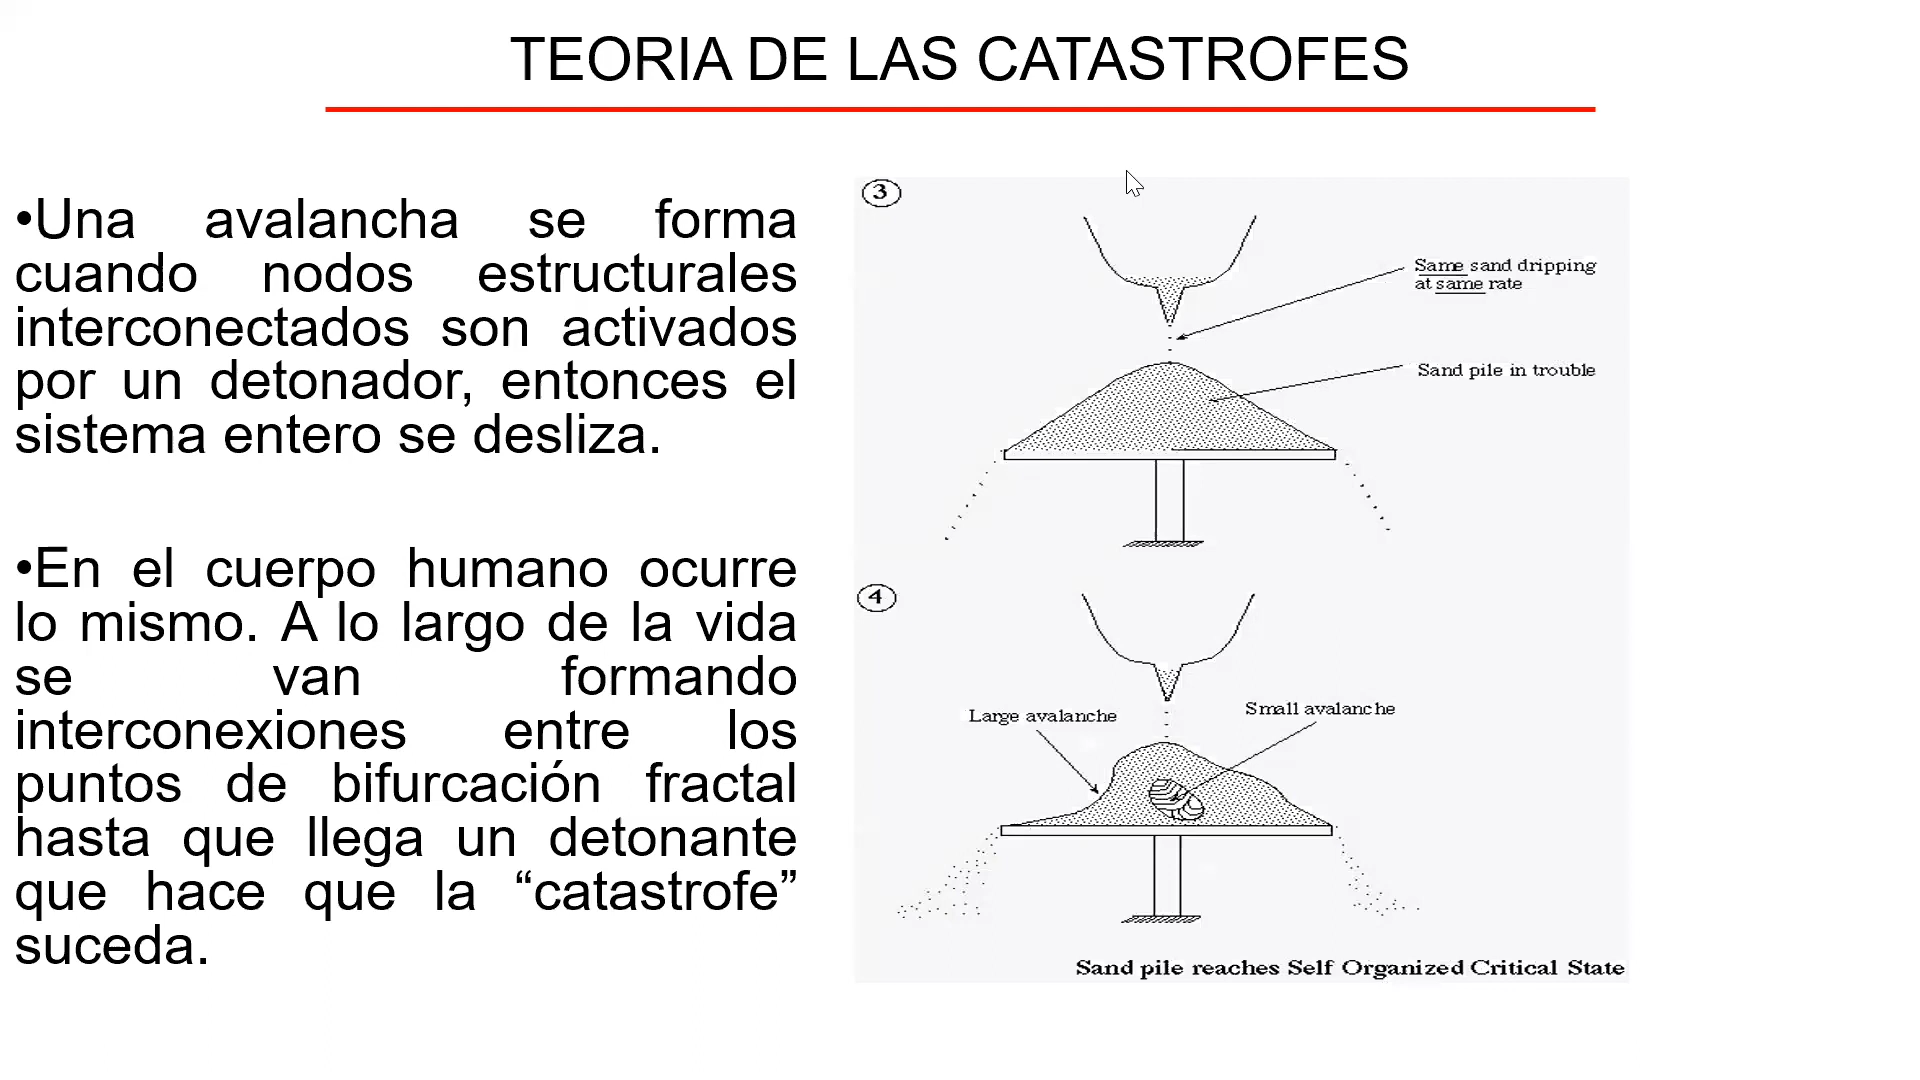 TEORIA DE LAS CATASTROFES
•Una avalancha se forma
cuando nodos estructurales
interconectados son activados
por un detonador, entonces el
sistema entero se desliza.
•En el cuerpo humano ocurre
lo mismo. A lo largo de la vida
se van formando
interconexiones entre los
puntos de bifurcación fractal
hasta que llega un detonante
que hace que la “catastrofe”
suceda.
3
Same sand dripping
at same rate
Sand pile in trouble
4
Large avalanche
Small avalanche
Sand pile reaches Self Organized Critical State